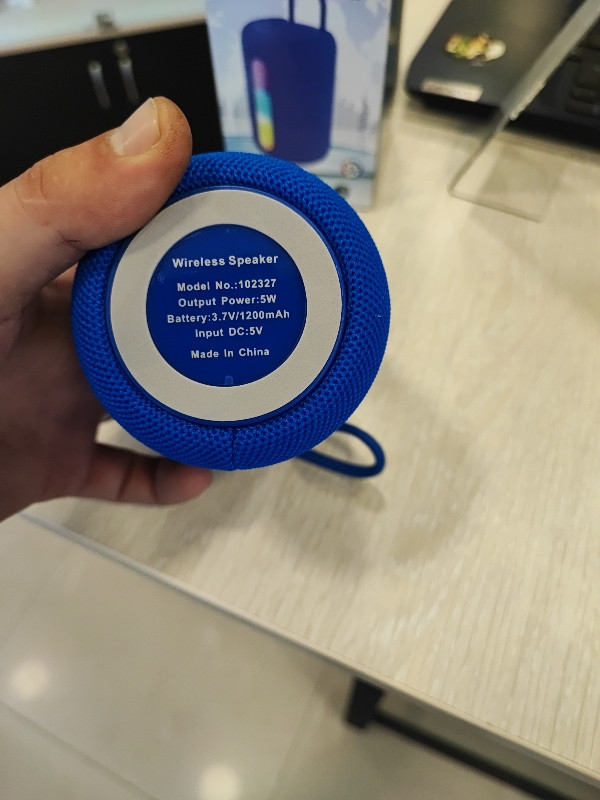 Wireless Speaker
Model No.:102327
Output Power:5W
Battery:3.7V/1200mAh
Input DC:5V
Made In China